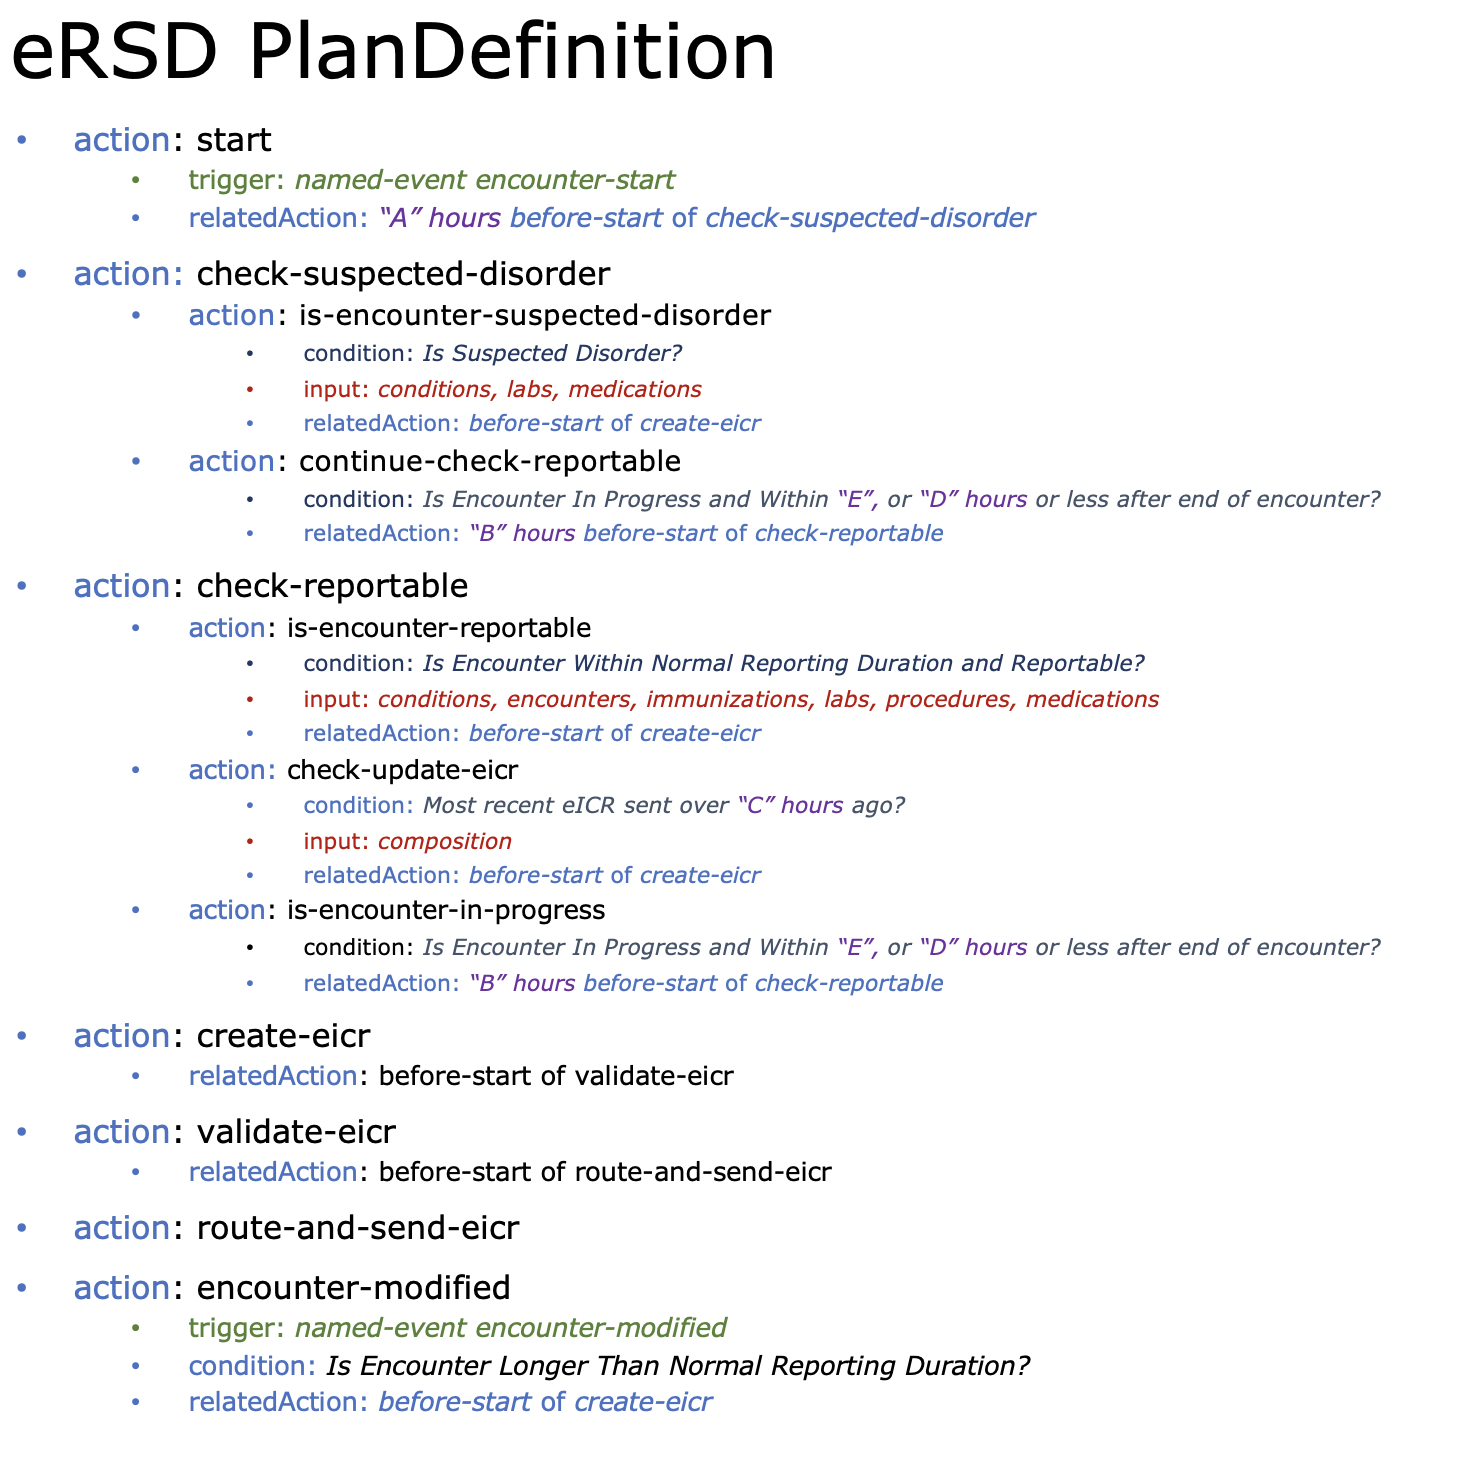 eRSD PlanDefinition
• action: start
• trigger: named-event encounter-start
• relatedAction: “A” hours before-start of check-suspected-disorder
• action: check-suspected-disorder
• action: is-encounter-suspected-disorder
• condition: Is Suspected Disorder?
• input: conditions, labs, medications
• relatedAction: before-start of create-eicr
• action: continue-check-reportable
• condition: Is Encounter In Progress and Within “E”, or “D” hours or less after end of encounter?
• relatedAction: “B” hours before-start of check-reportable
• action: check-reportable
• action: is-encounter-reportable
• condition: Is Encounter Within Normal Reporting Duration and Reportable?
• input: conditions, encounters, immunizations, labs, procedures, medications
• relatedAction: before-start of create-eicr
• action: check-update-eicr
• condition: Most recent eICR sent over “C” hours ago?
• input: composition
• relatedAction: before-start of create-eicr
• action: is-encounter-in-progress
• condition: Is Encounter In Progress and Within “E”, or “D” hours or less after end of encounter?
• relatedAction: “B” hours before-start of check-reportable
• action: create-eicr
• relatedAction: before-start of validate-eicr
• action: validate-eicr
• relatedAction: before-start of route-and-send-eicr
• action: route-and-send-eicr
• action: encounter-modified
• trigger: named-event encounter-modified
• condition: Is Encounter Longer Than Normal Reporting Duration?
• relatedAction: before-start of create-eicr